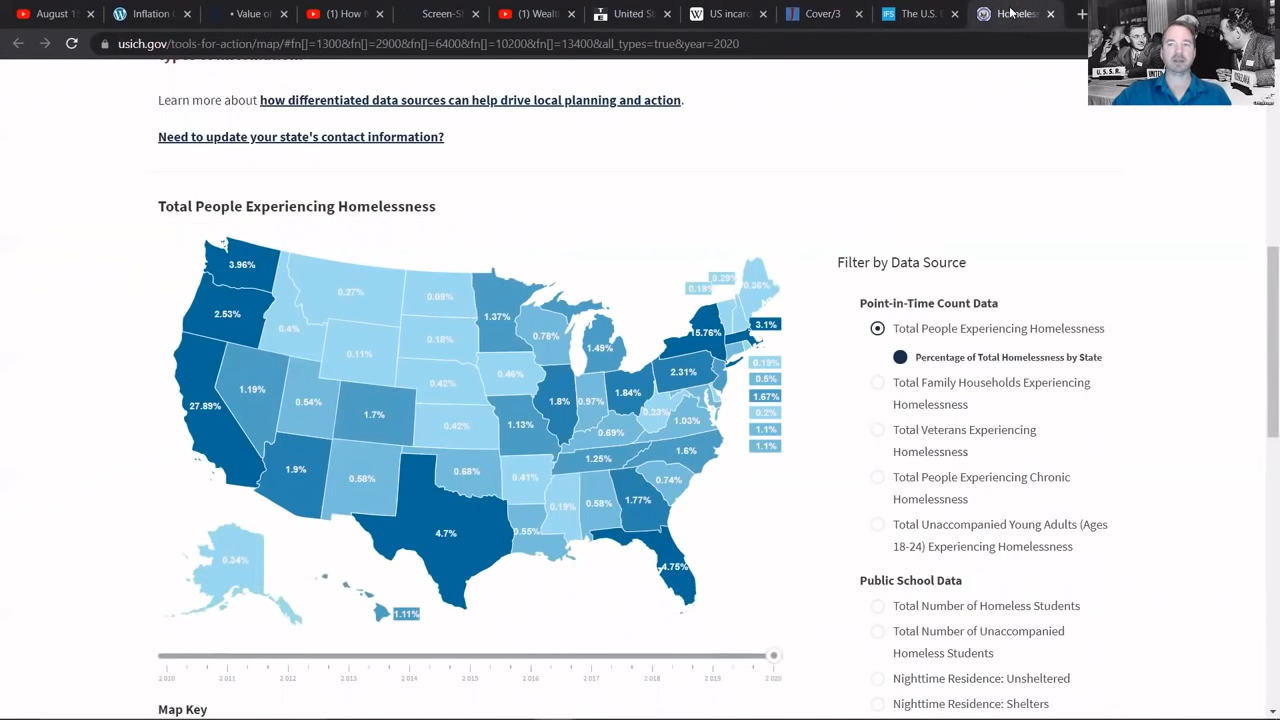 August 1
Inflation C
Value of
(1) How
Screen-S
(1) Wealt
United St
US incarc
Cover/3
The U.S.
Homeless
usich.gov/tools-for-action/map/#fn[]=1300&fn[]=2900&fn[]=6400&fn[]=10200&fn[]=13400&all_types=true&year=2020
U.S.S.R.
Learn more about how differentiated data sources can help drive local planning and action.
Need to update your state's contact information?
Total People Experiencing Homelessness
Filter by Data Source
Point-in-Time Count Data
Total People Experiencing Homelessness
Percentage of Total Homelessness by State
Total Family Households Experiencing
Homelessness
Total Veterans Experiencing
Homelessness
Total People Experiencing Chronic
Homelessness
Total Unaccompanied Young Adults (Ages
18-24) Experiencing Homelessness
Public School Data
Total Number of Homeless Students
Total Number of Unaccompanied
Homeless Students
Nighttime Residence: Unsheltered
Nighttime Residence: Shelters
3.96%
2.53%
0.27%
0.4%
0.11%
0.09%
0.18%
0.42%
0.42%
1.37%
0.46%
0.78%
1.49%
27.89%
1.19%
0.54%
1.7%
1.13%
1.8%
0.97%
1.84%
2.31%
15.76%
0.29%
0.18%
0.36%
3.1%
0.19%
0.5%
1.67%
0.2%
1.1%
1.1%
0.23%
1.03%
0.69%
1.25%
1.6%
1.9%
0.58%
0.68%
0.41%
0.74%
0.19%
0.58%
1.77%
4.7%
0.55%
4.75%
0.34%
1.11%
2010 2011 2012 2013 2014 2015 2016 2017 2018 2019 2020
Map Key